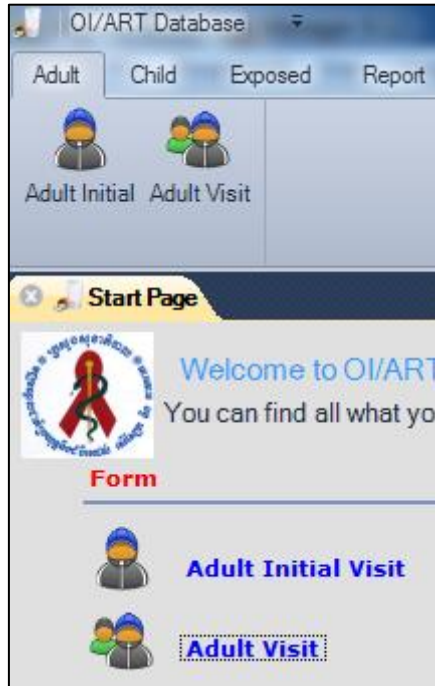 OI/ART Database
Adult Child Exposed Report
Adult Initial Adult Visit
Start Page
Welcome to OI/ART
You can find all what yo
Form
Adult Initial Visit
Adult Visit